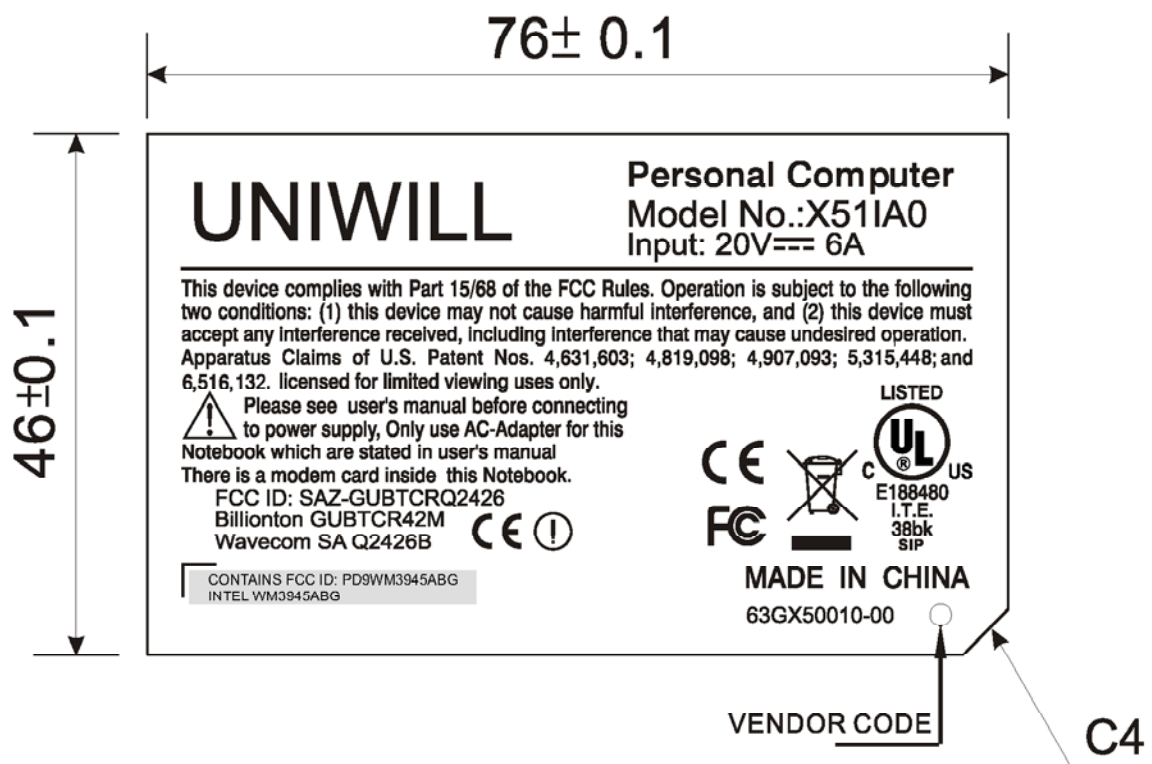 76± 0.1
46±0.1
UNIWILL
Personal Computer
Model No.:X51IA0
Input: 20V⎓ 6A
This device complies with Part 15/68 of the FCC Rules. Operation is subject to the following
two conditions: (1) this device may not cause harmful interference, and (2) this device must
accept any interference received, including interference that may cause undesired operation.
Apparatus Claims of U.S. Patent Nos. 4,631,603; 4,819,098; 4,907,093; 5,315,448; and
6,516,132. licensed for limited viewing uses only.
Please see user's manual before connecting
to power supply, Only use AC-Adapter for this
Notebook which are stated in user's manual
There is a modem card inside this Notebook.
FCC ID: SAZ-GUBTCRQ2426
Billionton GUBTCR42M
Wavecom SA Q2426B
CE
CONTAINS FCC ID: PD9WM3945ABG
INTEL WM3945ABG
CE
FC
LISTED
UL
®
C US
E188480
I.T.E.
38bk
SIP
MADE IN CHINA
63GX50010-00
VENDOR CODE
C4